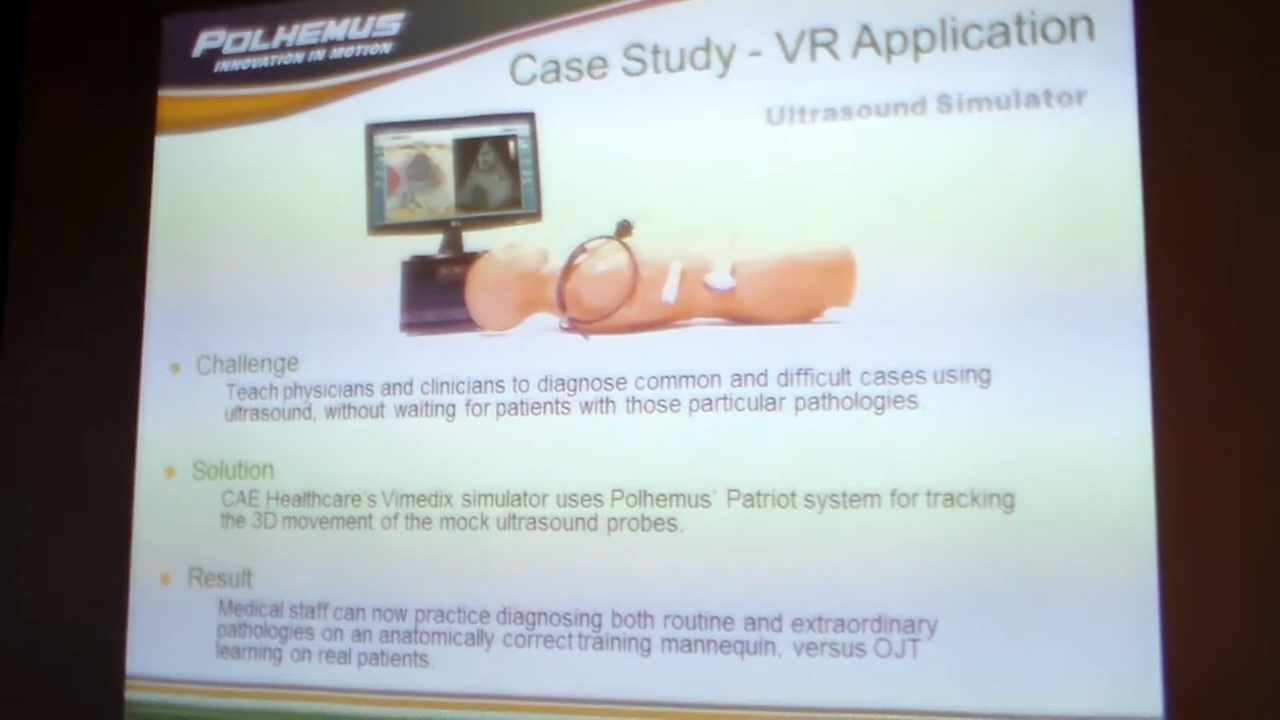 POLHEMUS
INNOVATION IN MOTION
Case Study - VR Application
Ultrasound Simulator
Challenge
Teach physicians and clinicians to diagnose common and difficult cases using
ultrasound, without waiting for patients with those particular pathologies.
Solution
CAE Healthcare's Vimedix simulator uses Polhemus' Patriot system for tracking
the 3D movement of the mock ultrasound probes.
Result
Medical staff can now practice diagnosing both routine and extraordinary
pathologies on an anatomically correct training mannequin, versus OJT
learning on real patients.